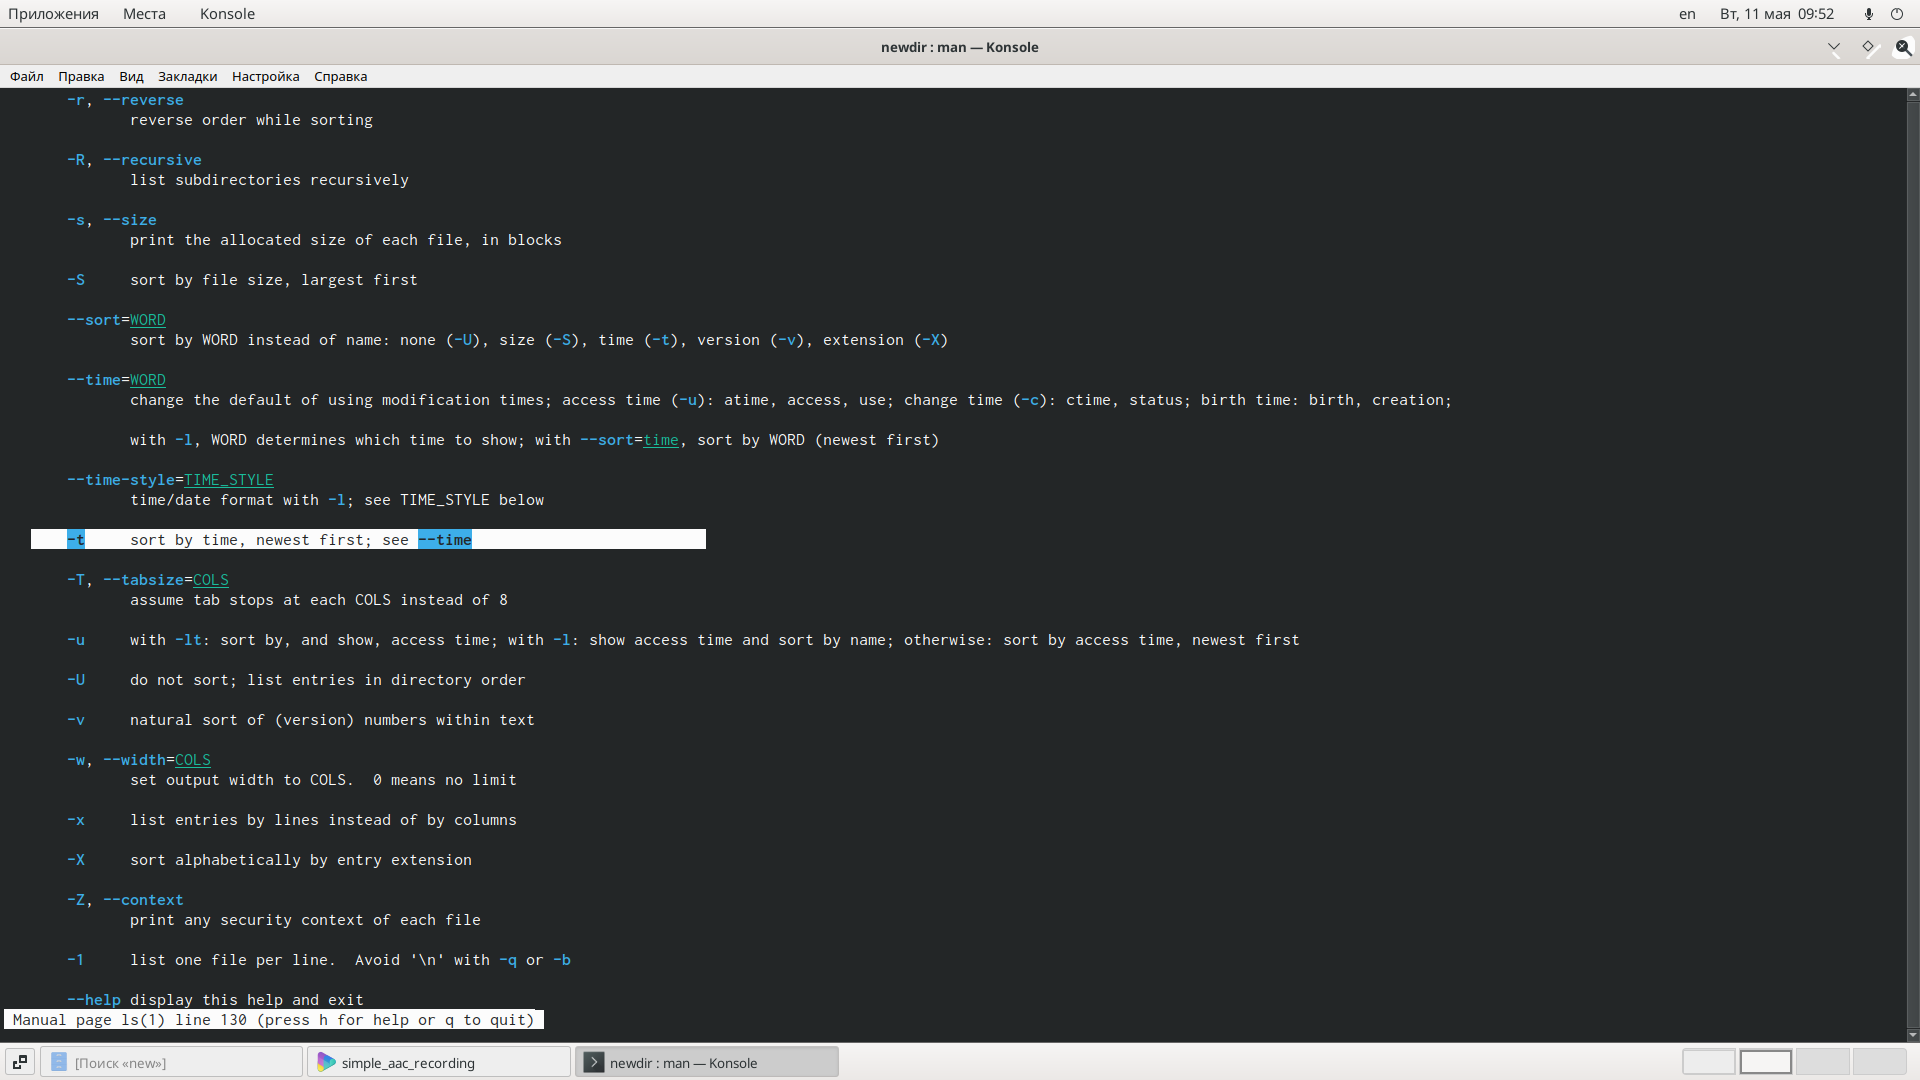 Приложения Места Konsole en Вт, 11 мая 09:52
newdir : man — Konsole
Файл Правка Вид Закладки Настройка Справка
-r, --reverse
reverse order while sorting
-R, --recursive
list subdirectories recursively
-s, --size
print the allocated size of each file, in blocks
-S sort by file size, largest first
--sort=WORD
sort by WORD instead of name: none (-U), size (-S), time (-t), version (-v), extension (-X)
--time=WORD
change the default of using modification times; access time (-u): atime, access, use; change time (-c): ctime, status; birth time: birth, creation;
with -l, WORD determines which time to show; with --sort=time, sort by WORD (newest first)
--time-style=TIME_STYLE
time/date format with -l; see TIME_STYLE below
-t sort by time, newest first; see --time
-T, --tabsize=COLS
assume tab stops at each COLS instead of 8
-u with -lt: sort by, and show, access time; with -l: show access time and sort by name; otherwise: sort by access time, newest first
-U do not sort; list entries in directory order
-v natural sort of (version) numbers within text
-w, --width=COLS
set output width to COLS.  0 means no limit
-x list entries by lines instead of by columns
-X sort alphabetically by entry extension
-Z, --context
print any security context of each file
-1 list one file per line.  Avoid '\n' with -q or -b
--help display this help and exit
Manual page ls(1) line 130 (press h for help or q to quit)
[Поиск «new»] simple_aac_recording newdir : man — Konsole